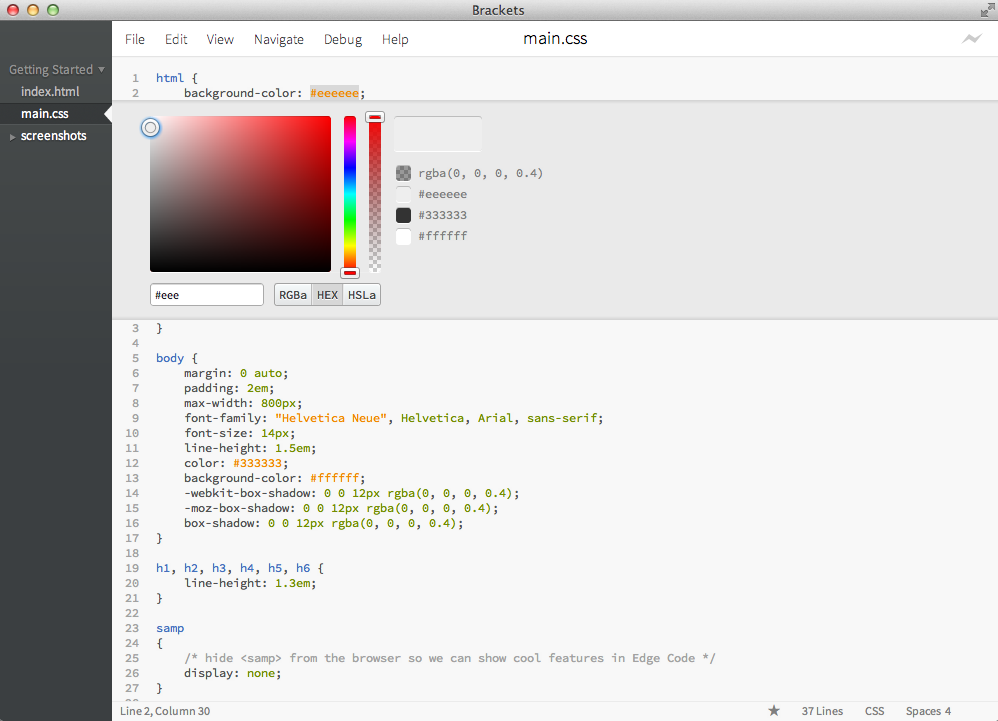 Brackets
File Edit View Navigate Debug Help
main.css
Getting Started
index.html
main.css
screenshots
1 html {
2     background-color: #eeeeee;
rgba(0, 0, 0, 0.4)
#eeeeee
#333333
#ffffff
#eee
RGBa HEX HSLa
3 }
4
5 body {
6     margin: 0 auto;
7     padding: 2em;
8     max-width: 800px;
9     font-family: "Helvetica Neue", Helvetica, Arial, sans-serif;
10     font-size: 14px;
11     line-height: 1.5em;
12     color: #333333;
13     background-color: #ffffff;
14     -webkit-box-shadow: 0 0 12px rgba(0, 0, 0, 0.4);
15     -moz-box-shadow: 0 0 12px rgba(0, 0, 0, 0.4);
16     box-shadow: 0 0 12px rgba(0, 0, 0, 0.4);
17 }
18
19 h1, h2, h3, h4, h5, h6 {
20     line-height: 1.3em;
21 }
22
23 samp
24 {
25     /* hide <samp> from the browser so we can show cool features in Edge Code */
26     display: none;
27 }
Line 2, Column 30
37 Lines CSS Spaces 4